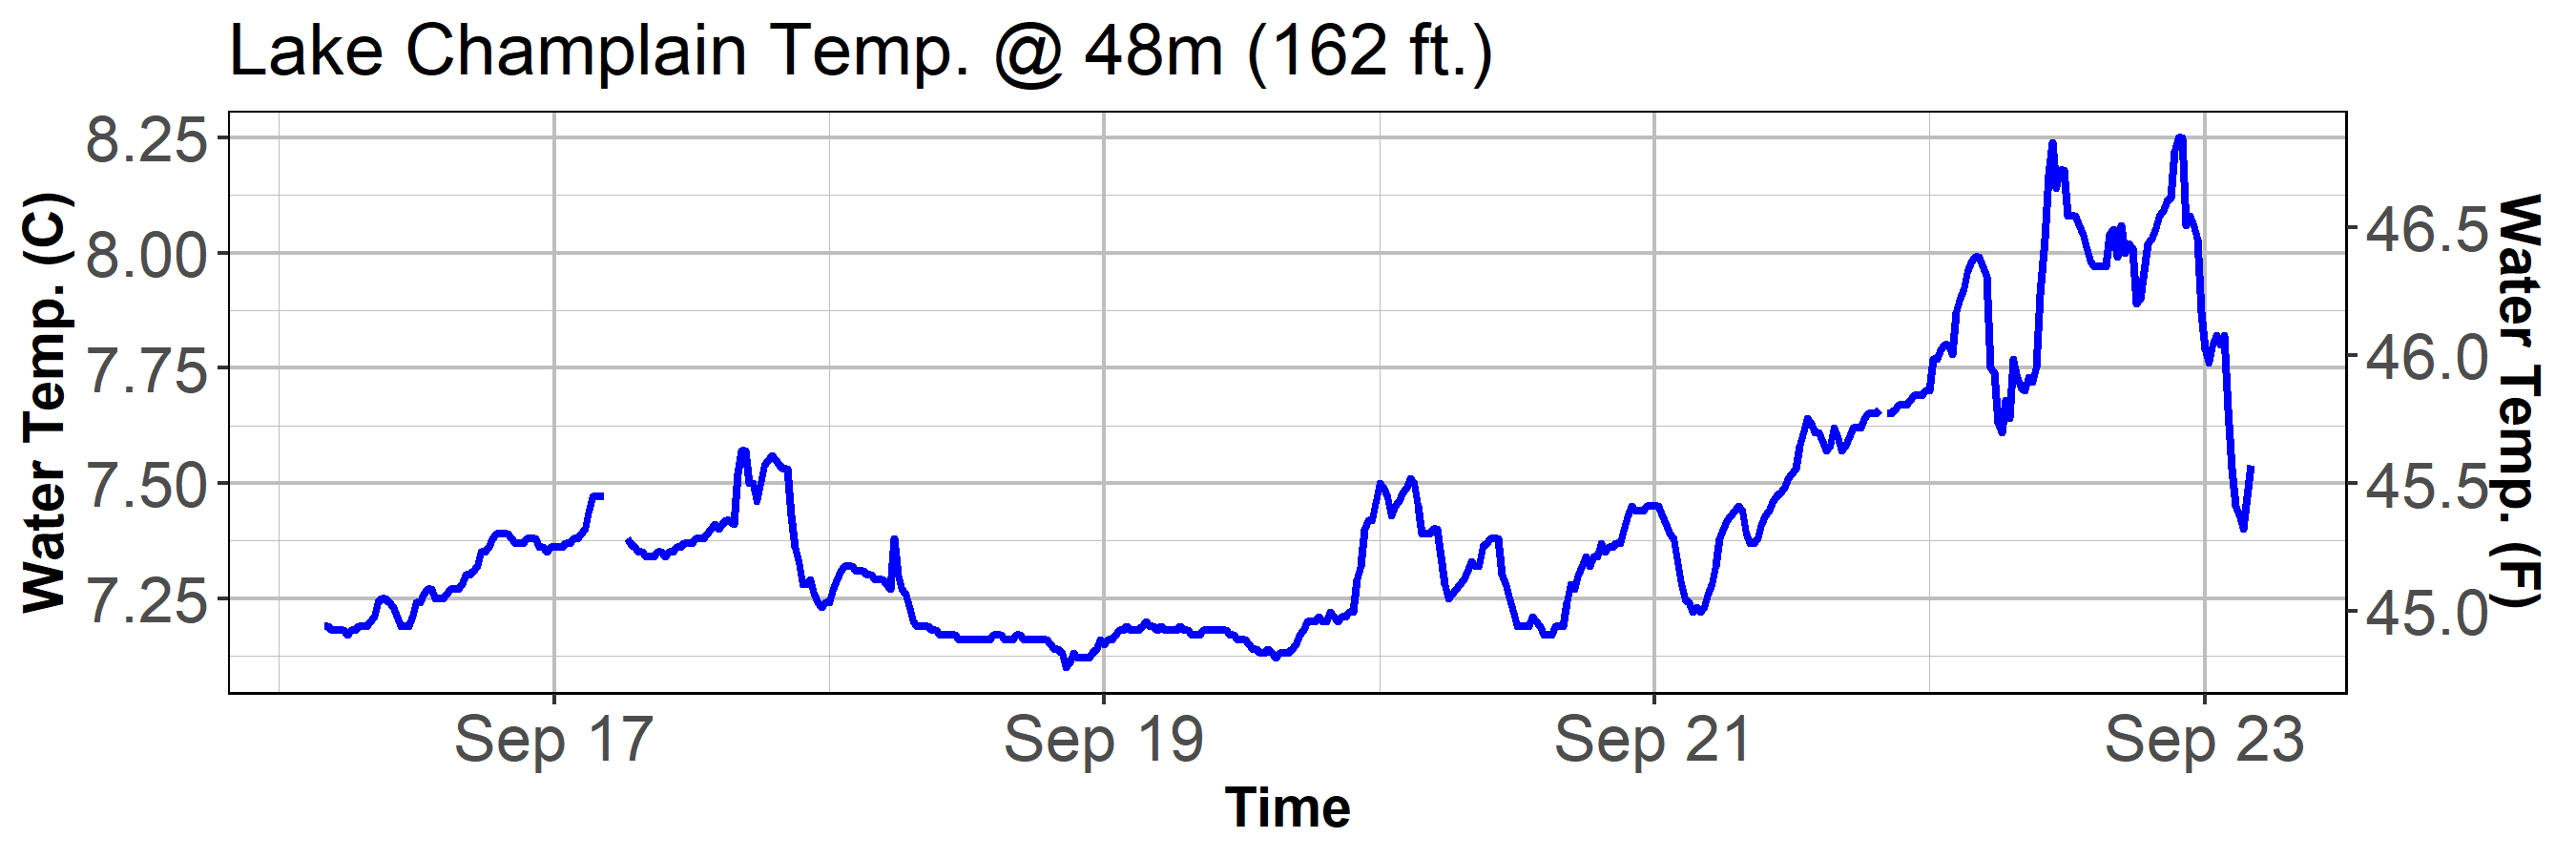 Lake Champlain Temp. @ 48m (162 ft.)
Water Temp. (C)
8.25
8.00
7.75
7.50
7.25
46.5
46.0
45.5
45.0
Water Temp. (F)
Sep 17 Sep 19 Sep 21 Sep 23
Time